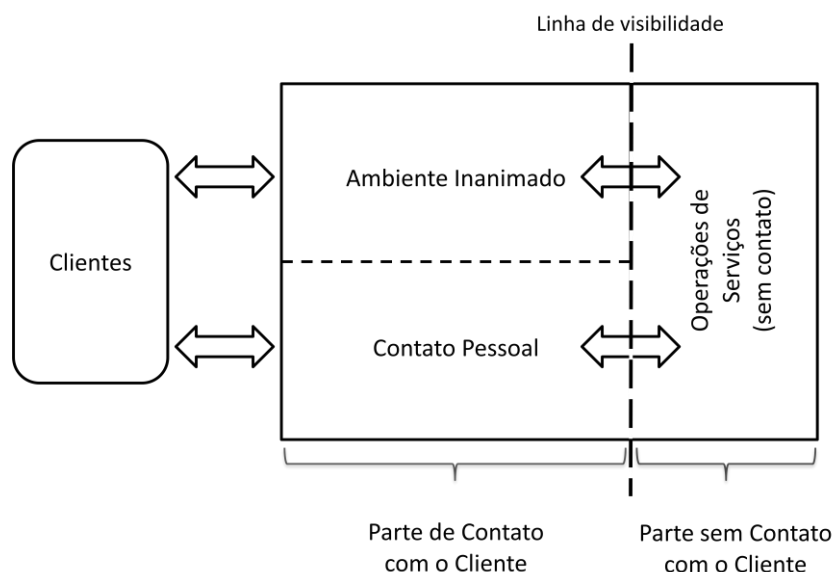 Linha de visibilidade
Clientes
Ambiente Inanimado
Contato Pessoal
Operações de
Serviços
(sem contato)
Parte de Contato
com o Cliente
Parte sem Contato
com o Cliente